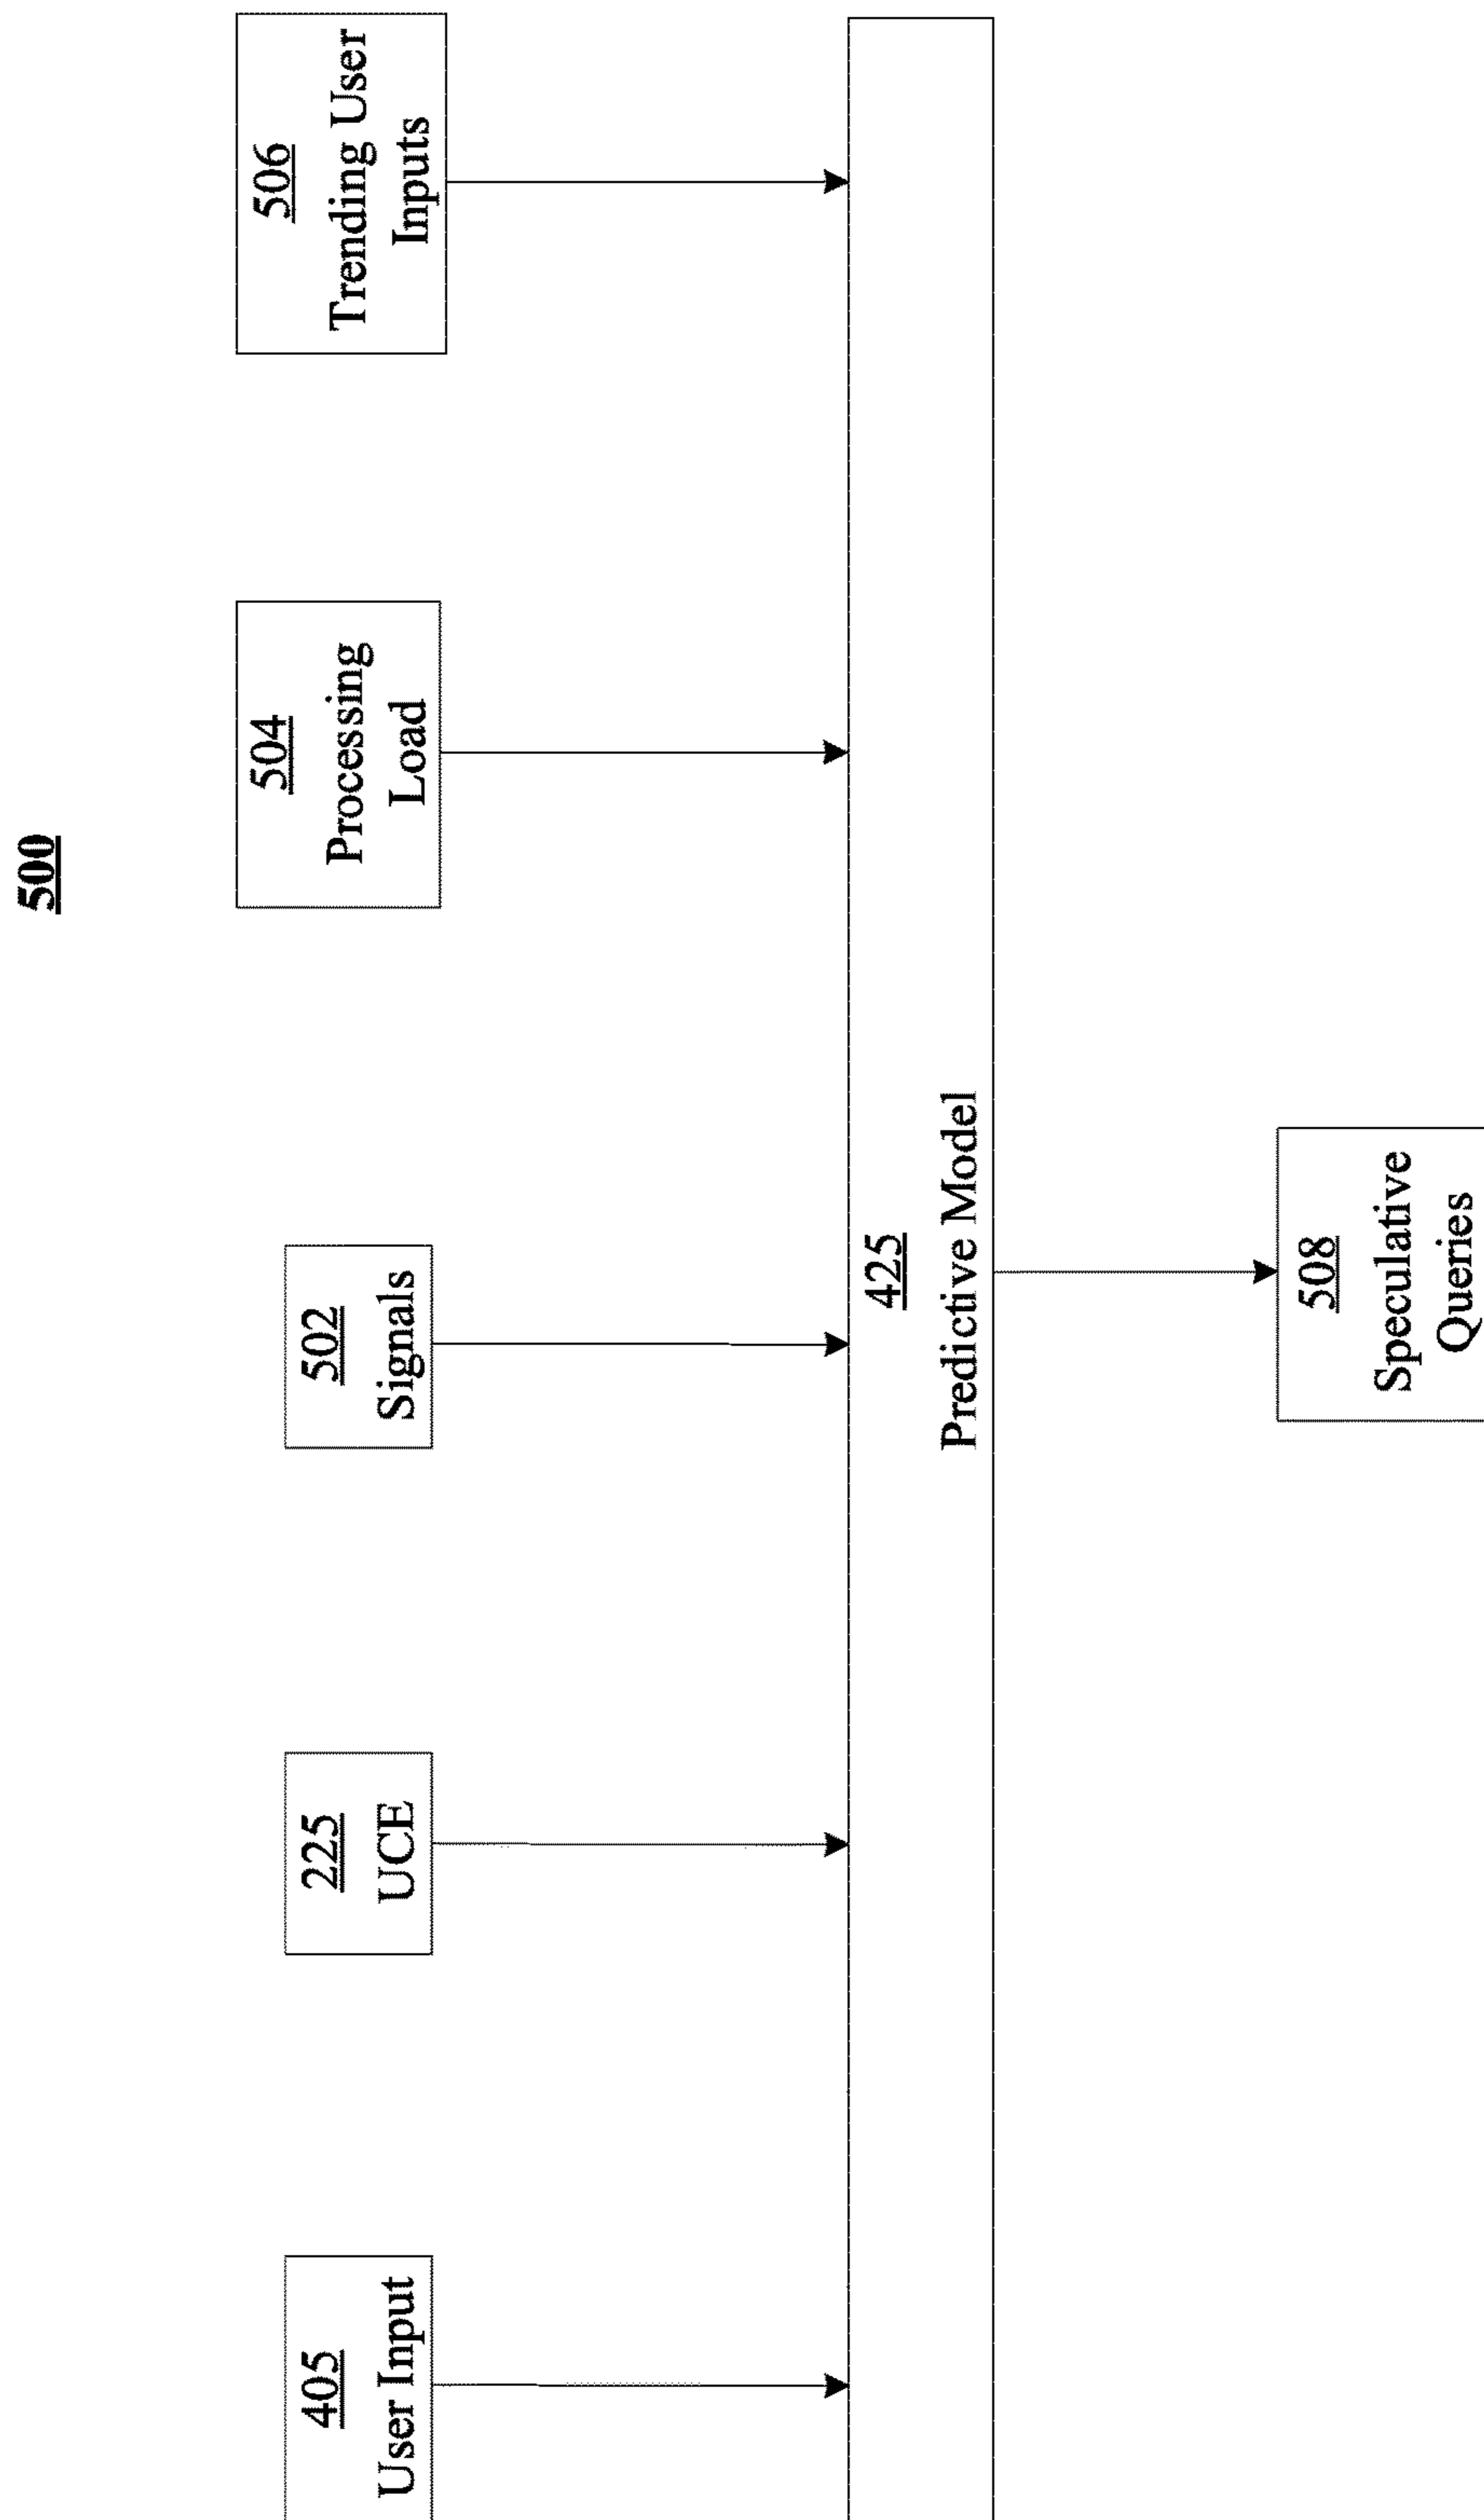 500
405
User Input
225
UCE
502
Signals
504
Processing
Load
506
Trending User
Inputs
425
Predictive Model
508
Speculative
Queries